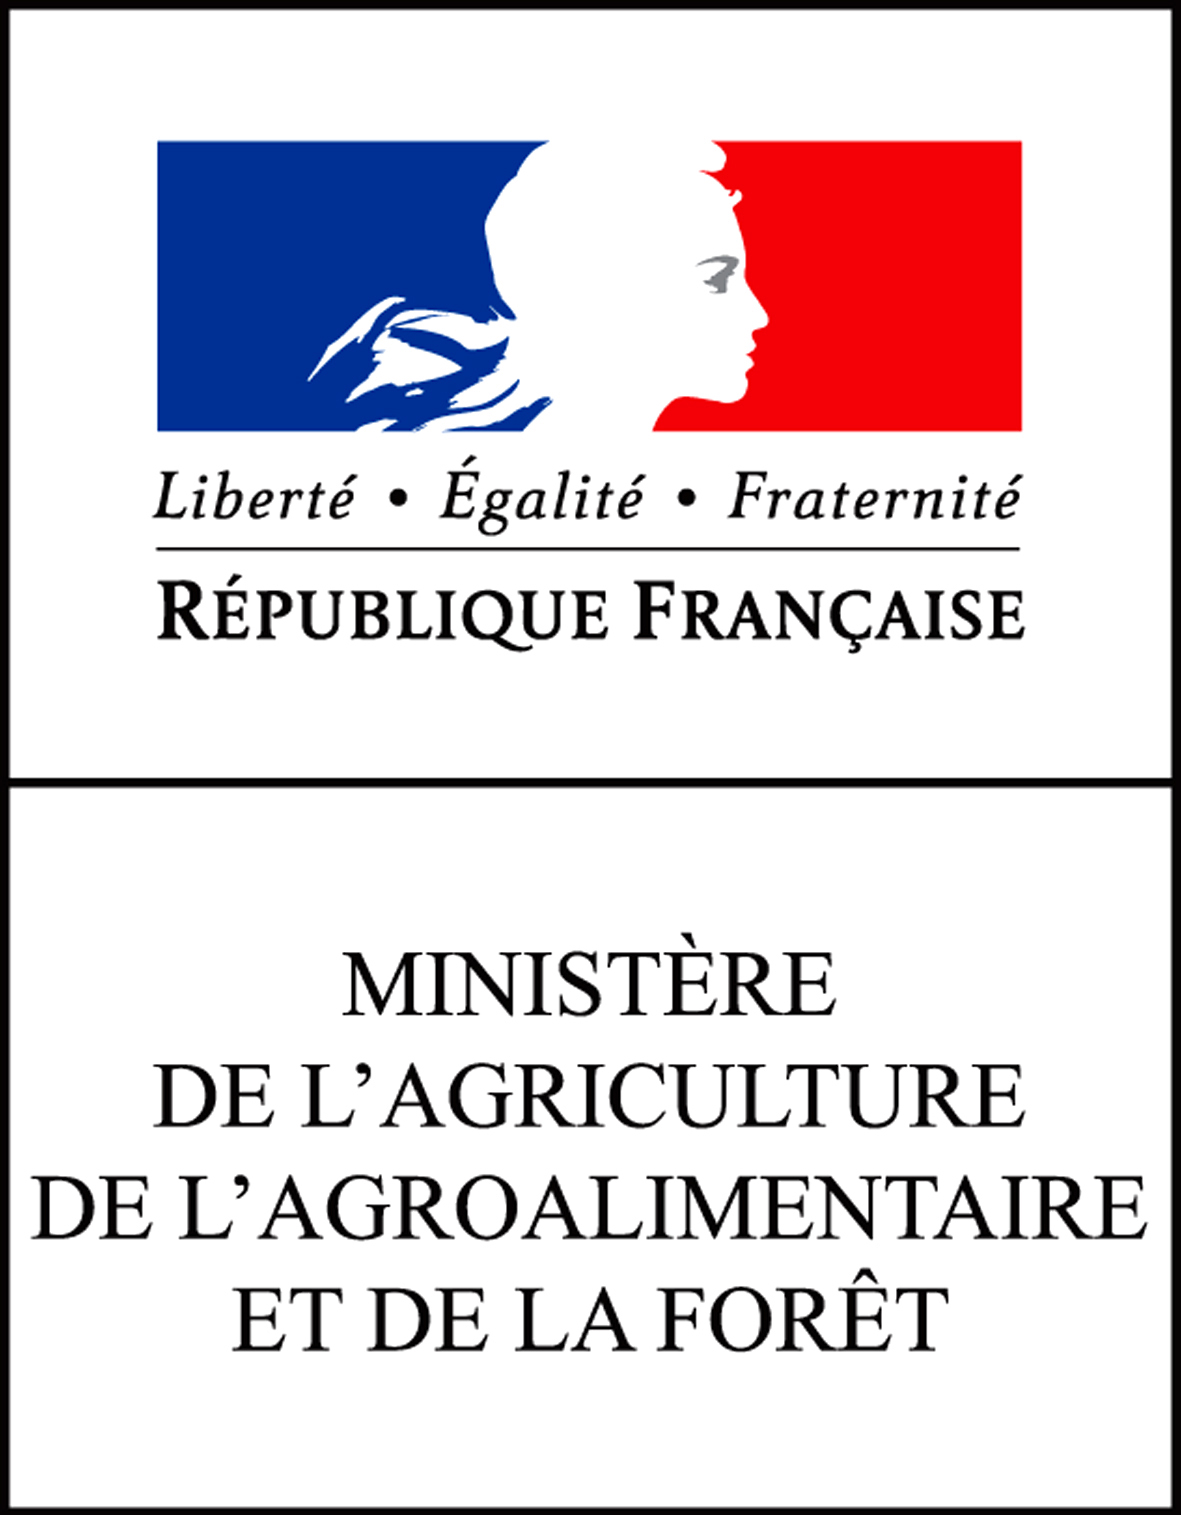 Liberté • Égalité • Fraternité
RÉPUBLIQUE FRANÇAISE
MINISTÈRE
DE L’AGRICULTURE
DE L’AGROALIMENTAIRE
ET DE LA FORÊT